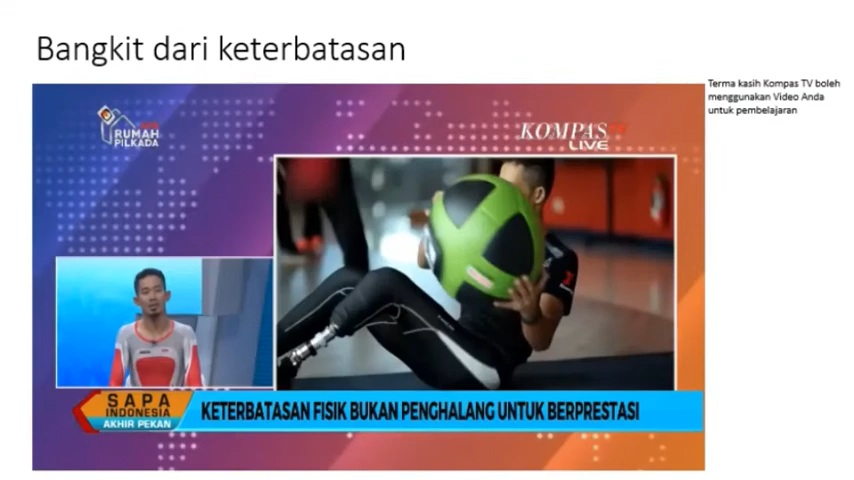 Bangkit dari keterbatasan
Terma kasih Kompas TV boleh
menggunakan Video Anda
untuk pembelajaran
RUMAH
PILKADA
KOMPAS TV
LIVE
SAPA
INDONESIA
AKHIR PEKAN
KETERBATASAN FISIK BUKAN PENGHALANG UNTUK BERPRESTASI